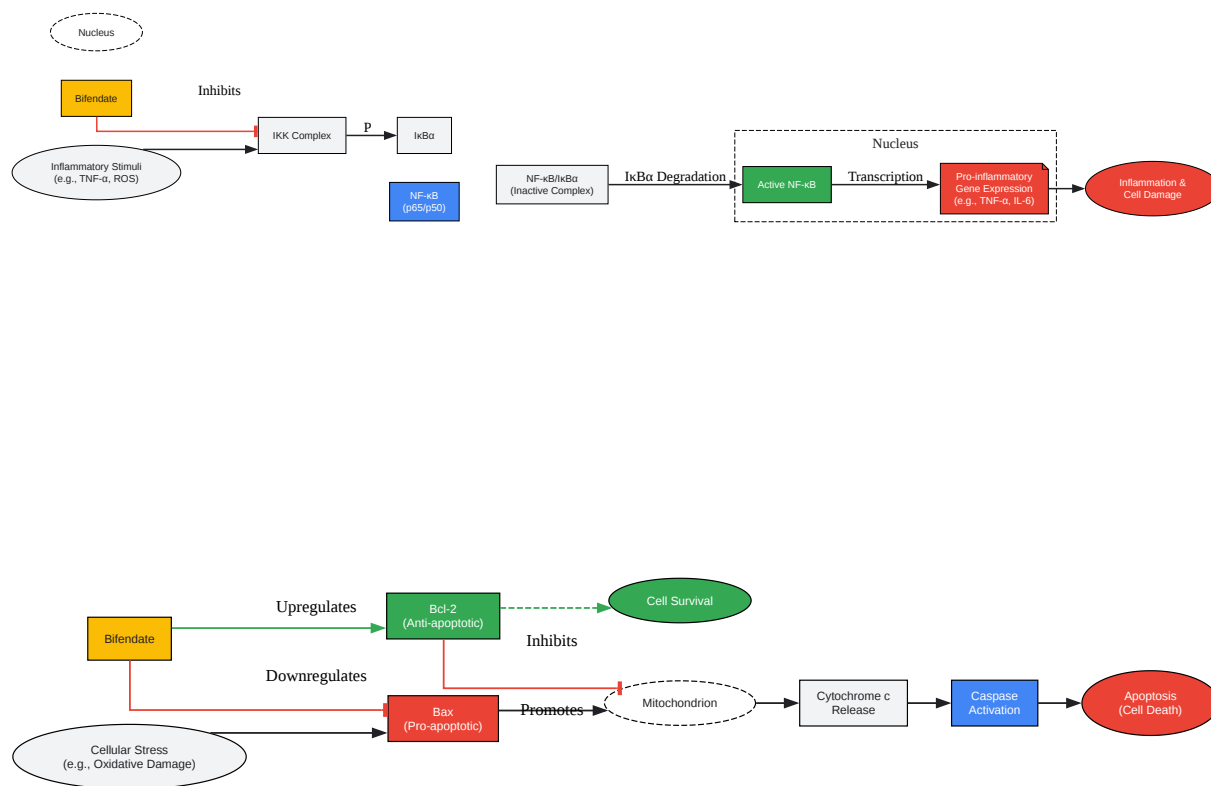 Nucleus
Bifendate
Inhibits
IKK Complex
P
IκBα
Inflammatory Stimuli
(e.g., TNF-α, ROS)
NF-κB
(p65/p50)
NF-κB/IκBα
(Inactive Complex)
IκBα Degradation
Nucleus
Active NF-κB
Transcription
Pro-inflammatory
Gene Expression
(e.g., TNF-α, IL-6)
Inflammation &
Cell Damage
Bifendate
Upregulates
Bcl-2
(Anti-apoptotic)
Cell Survival
Inhibits
Downregulates
Bax
(Pro-apoptotic)
Promotes
Mitochondrion
Cytochrome c
Release
Caspase
Activation
Apoptosis
(Cell Death)
Cellular Stress
(e.g., Oxidative Damage)